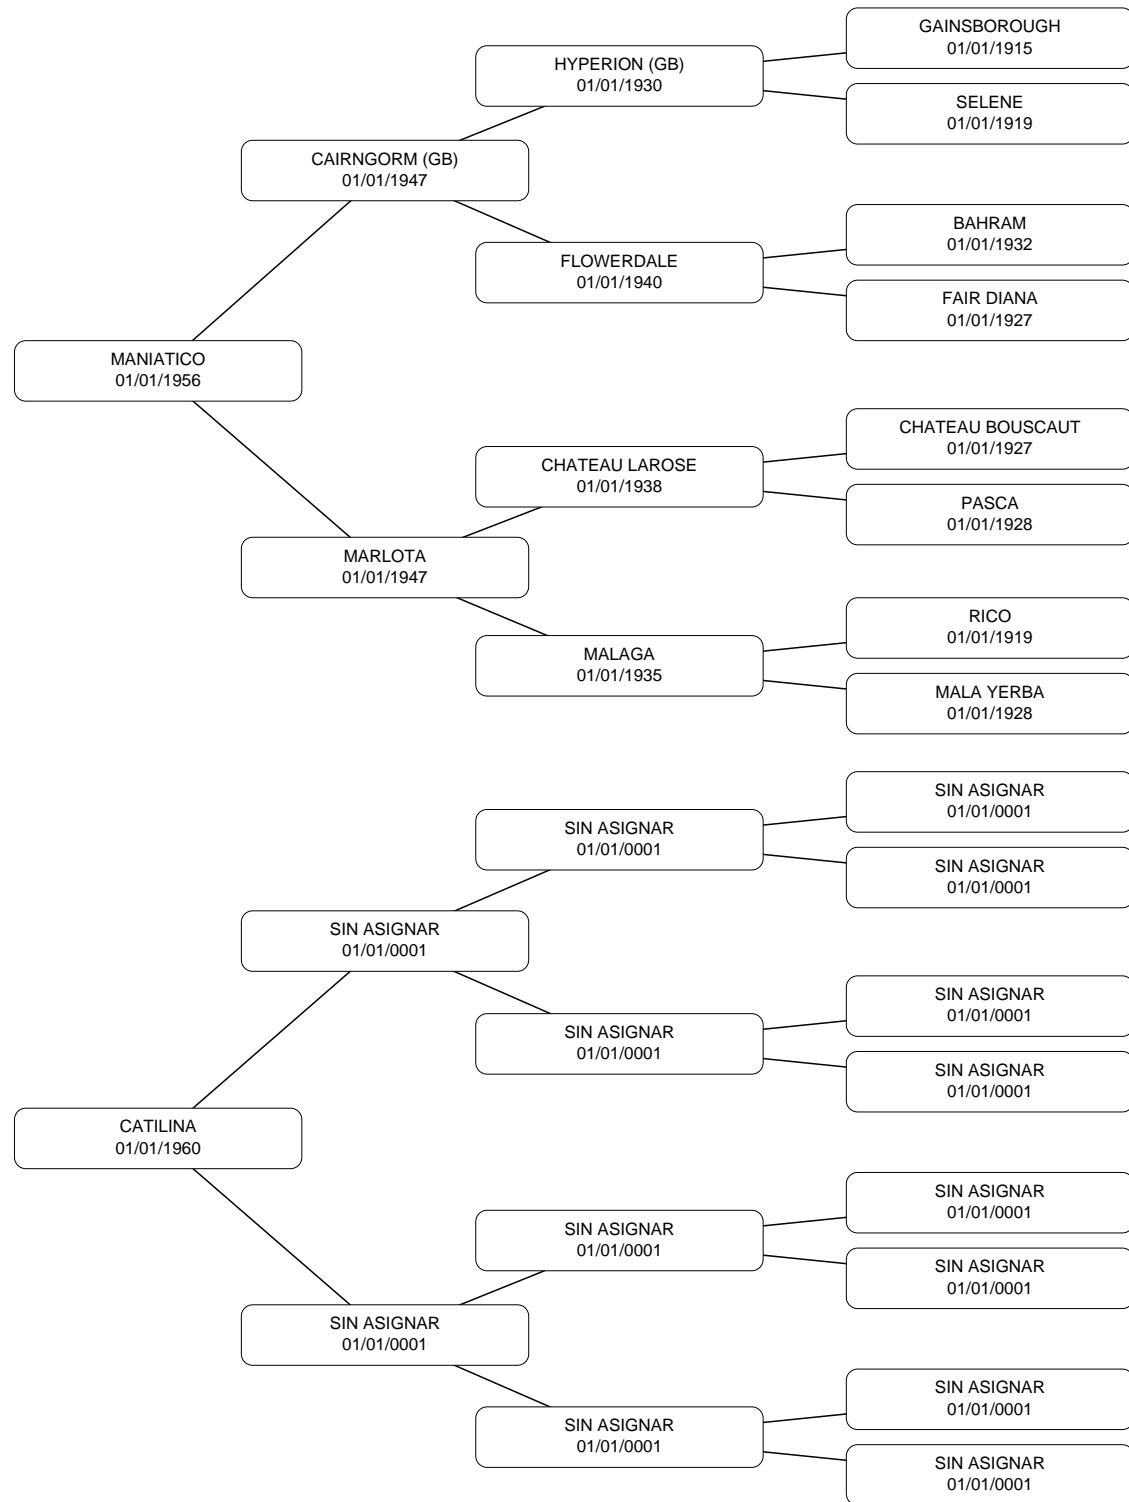 GAINSBOROUGH
01/01/1915
HYPERION (GB)
01/01/1930
SELENE
01/01/1919
CAIRNGORM (GB)
01/01/1947
BAHRAM
01/01/1932
FLOWERDALE
01/01/1940
FAIR DIANA
01/01/1927
MANIATICO
01/01/1956
CHATEAU BOUSCAUT
01/01/1927
CHATEAU LAROSE
01/01/1938
PASCA
01/01/1928
MARLOTA
01/01/1947
RICO
01/01/1919
MALAGA
01/01/1935
MALA YERBA
01/01/1928
SIN ASIGNAR
01/01/0001
SIN ASIGNAR
01/01/0001
SIN ASIGNAR
01/01/0001
SIN ASIGNAR
01/01/0001
SIN ASIGNAR
01/01/0001
SIN ASIGNAR
01/01/0001
SIN ASIGNAR
01/01/0001
CATILINA
01/01/1960
SIN ASIGNAR
01/01/0001
SIN ASIGNAR
01/01/0001
SIN ASIGNAR
01/01/0001
SIN ASIGNAR
01/01/0001
SIN ASIGNAR
01/01/0001
SIN ASIGNAR
01/01/0001
SIN ASIGNAR
01/01/0001